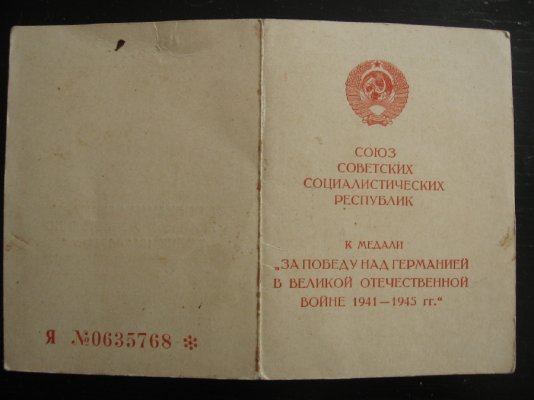 Я №0635768 *
СОЮЗ
СОВЕТСКИХ
СОЦИАЛИСТИЧЕСКИХ
РЕСПУБЛИК
К МЕДАЛИ
„ЗА ПОБЕДУ НАД ГЕРМАНИЕЙ
В ВЕЛИКОЙ ОТЕЧЕСТВЕННОЙ
ВОЙНЕ 1941—1945 гг.“